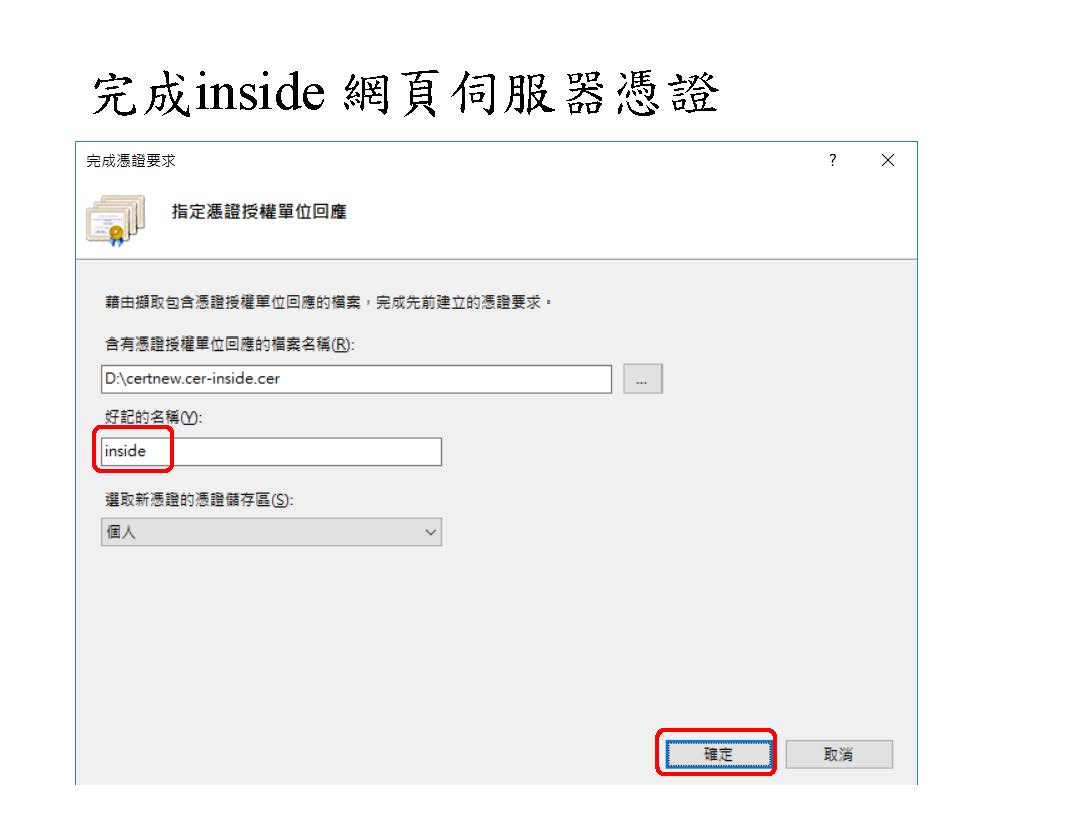 完成inside 網頁伺服器憑證
完成憑證要求
?
指定憑證授權單位回應
藉由擷取包含憑證授權單位回應的檔案，完成先前建立的憑證要求。
含有憑證授權單位回應的檔案名稱(R):
D:\certnew.cer-inside.cer
...
好記的名稱(Y):
inside
選取新憑證的憑證儲存區(S):
個人
確定 取消